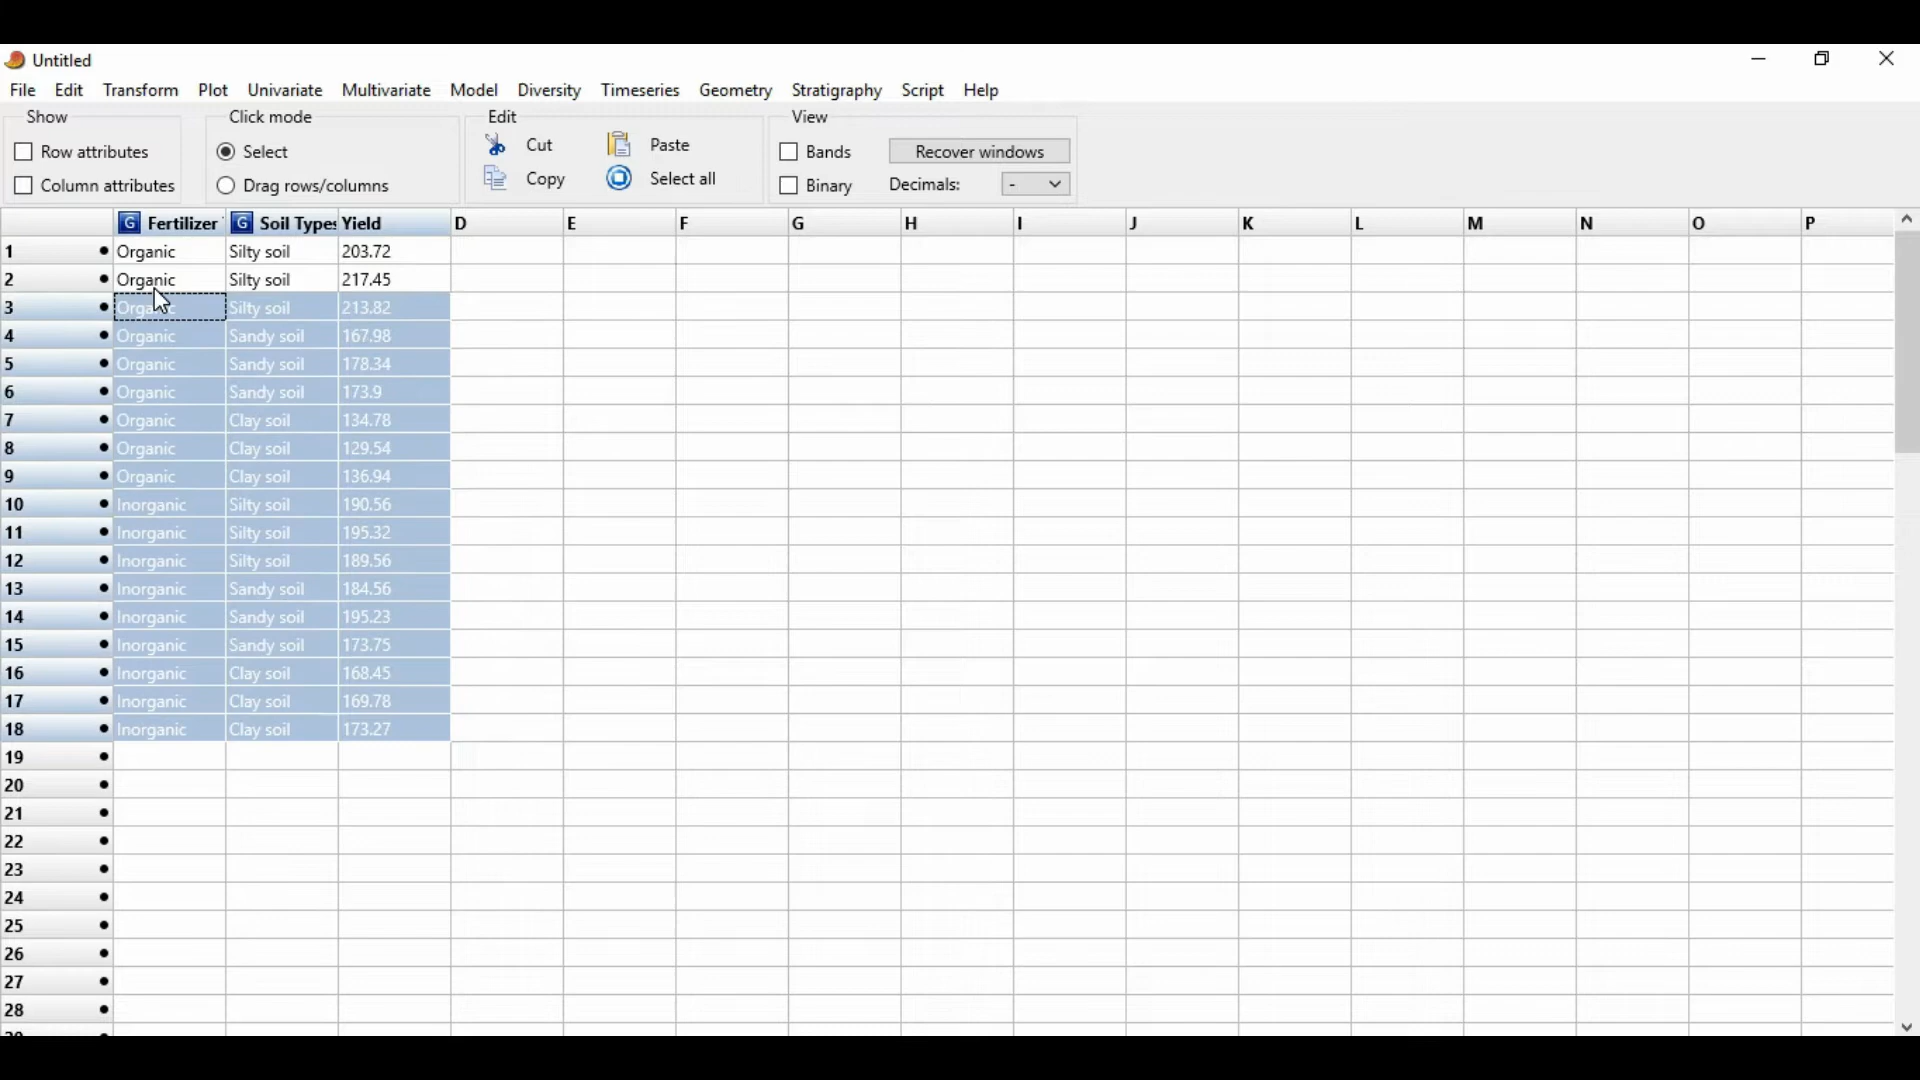 Untitled
File Edit Transform Plot Univariate Multivariate Model Diversity Timeseries Geometry Stratigraphy Script Help
Show Click mode Edit View
Row attributes Select Cut Paste Bands Recover windows
Column attributes Drag rows/columns Copy Select all Binary Decimals: -
G Fertilizer G Soil Types Yield D E F G H I J K L M N O P
1 • Organic Silty soil 203.72
2 • Organic Silty soil 217.45
3 • Organic Silty soil 213.82
4 • Organic Sandy soil 167.98
5 • Organic Sandy soil 178.34
6 • Organic Sandy soil 173.9
7 • Organic Clay soil 134.78
8 • Organic Clay soil 129.54
9 • Organic Clay soil 136.94
10 • Inorganic Silty soil 190.56
11 • Inorganic Silty soil 195.32
12 • Inorganic Silty soil 189.56
13 • Inorganic Sandy soil 184.56
14 • Inorganic Sandy soil 195.23
15 • Inorganic Sandy soil 173.75
16 • Inorganic Clay soil 168.45
17 • Inorganic Clay soil 169.78
18 • Inorganic Clay soil 173.27
19 •
20 •
21 •
22 •
23 •
24 •
25 •
26 •
27 •
28 •